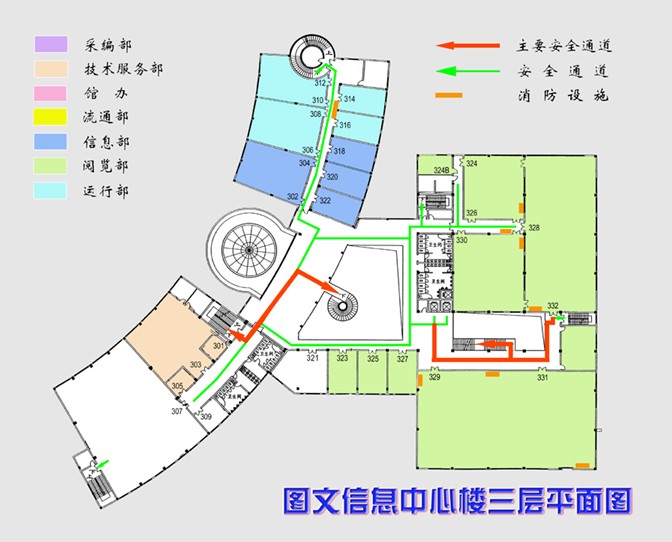 采编部
技术服务部
馆 办
流通部
信息部
阅览部
运行部
主要安全通道
安 全 通 道
消 防 设 施
312
310
314
308
316
306
318
304
320
302
322
324
324B
326
328
330
332
卫生间
卫生间
301
303
305
307
309
卫生间
卫生间
321
323
325
327
329
331
图文信息中心楼三层平面图